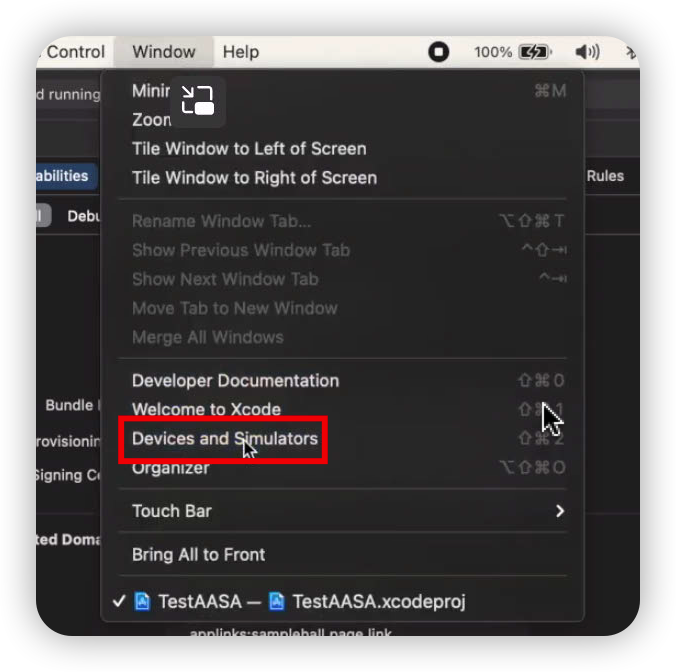 Control Window Help 100%
d running
Minir ⌘M
Zoon
Tile Window to Left of Screen
abilities Tile Window to Right of Screen Rules
Debu
Rename Window Tab... ⌥⇧⌘T
Show Previous Window Tab ⌃⇧⇥
Show Next Window Tab ⌃⇥
Move Tab to New Window
Merge All Windows
Developer Documentation ⇧⌘0
Bundle I Welcome to Xcode ⇧⌘1
rovisionin Devices and Simulators ⇧⌘2
Signing Ce Organizer ⌥⇧⌘O
Touch Bar
ted Doma
Bring All to Front
✓ TestAASA — TestAASA.xcodeproj
applinks:sampleball.page.link